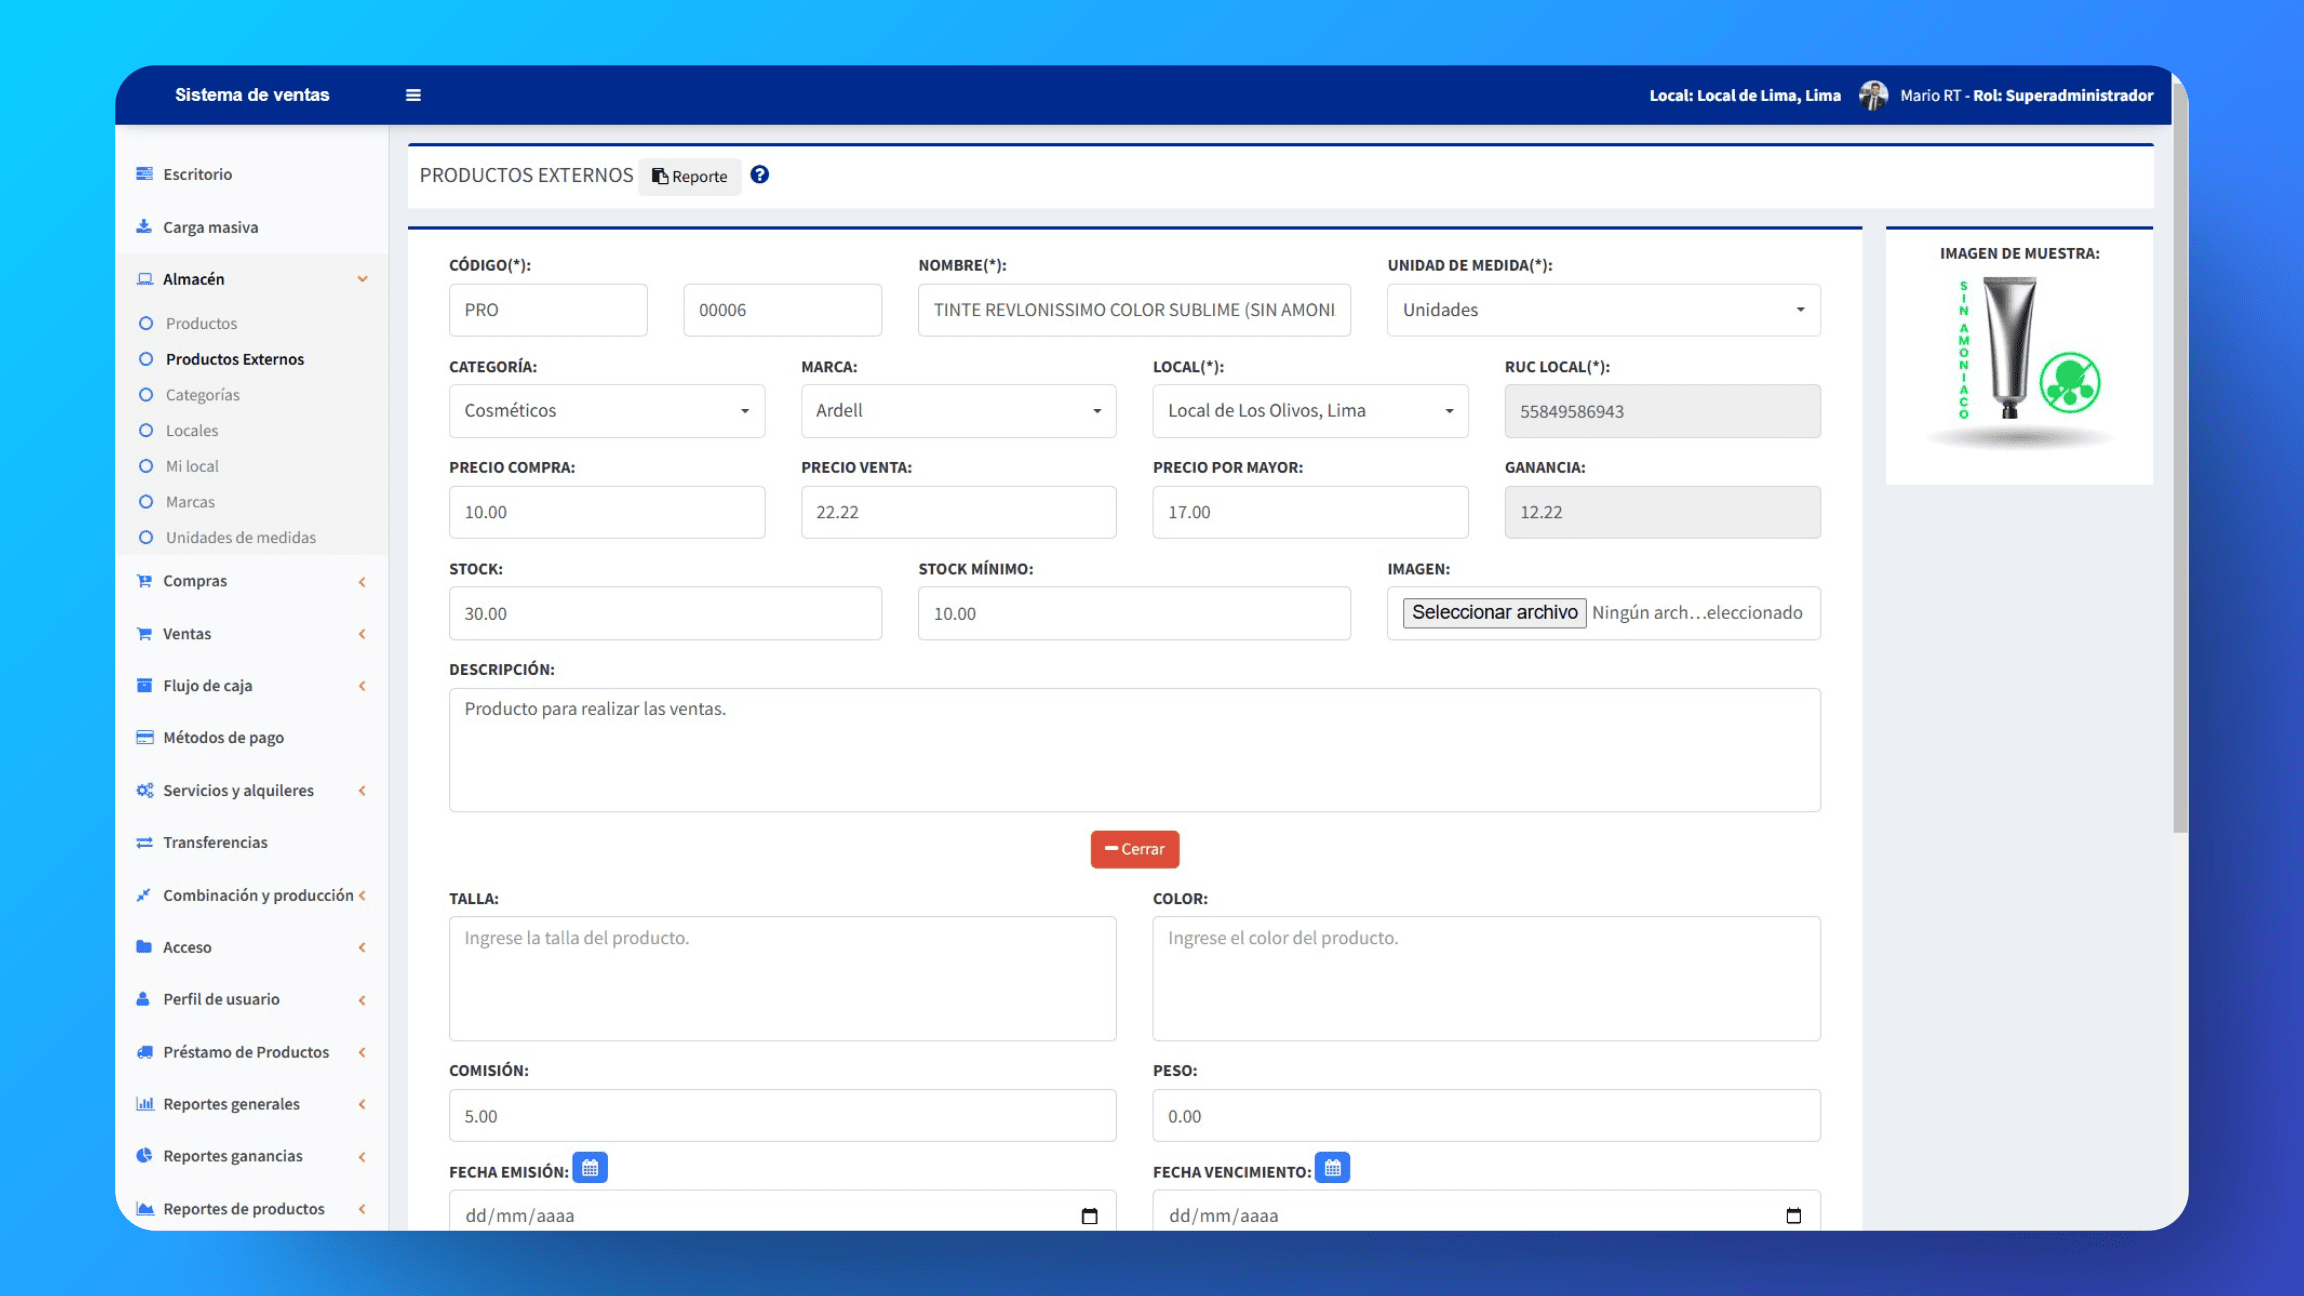 Sistema de ventas
Local: Local de Lima, Lima
Mario RT - Rol: Superadministrador
Escritorio
Carga masiva
Almacén
Productos
Productos Externos
Categorías
Locales
Mi local
Marcas
Unidades de medidas
Compras
Ventas
Flujo de caja
Métodos de pago
Servicios y alquileres
Transferencias
Combinación y producción
Acceso
Perfil de usuario
Préstamo de Productos
Reportes generales
Reportes ganancias
Reportes de productos
PRODUCTOS EXTERNOS
Reporte
?
CÓDIGO(*):
PRO
00006
NOMBRE(*):
TINTE REVLONISSIMO COLOR SUBLIME (SIN AMONI
UNIDAD DE MEDIDA(*):
Unidades
CATEGORÍA:
Cosméticos
MARCA:
Ardell
LOCAL(*):
Local de Los Olivos, Lima
RUC LOCAL(*):
55849586943
PRECIO COMPRA:
10.00
PRECIO VENTA:
22.22
PRECIO POR MAYOR:
17.00
GANANCIA:
12.22
STOCK:
30.00
STOCK MÍNIMO:
10.00
IMAGEN:
Seleccionar archivo Ningún arch…eleccionado
DESCRIPCIÓN:
Producto para realizar las ventas.
Cerrar
TALLA:
Ingrese la talla del producto.
COLOR:
Ingrese el color del producto.
COMISIÓN:
5.00
PESO:
0.00
FECHA EMISIÓN:
dd/mm/aaaa
FECHA VENCIMIENTO:
dd/mm/aaaa
IMAGEN DE MUESTRA:
SIN AMONIACO